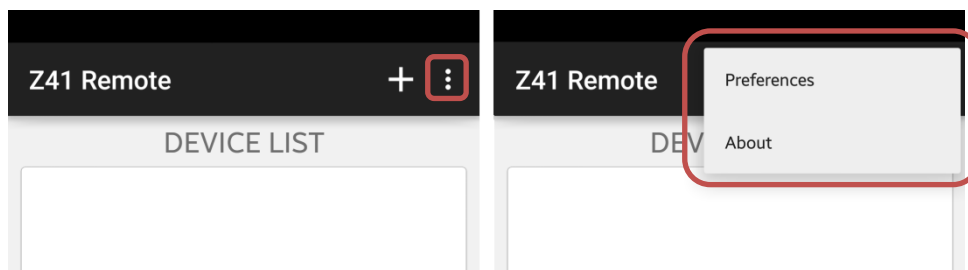 Z41 Remote +
DEVICE LIST
Z41 Remote
Preferences
DEV
About